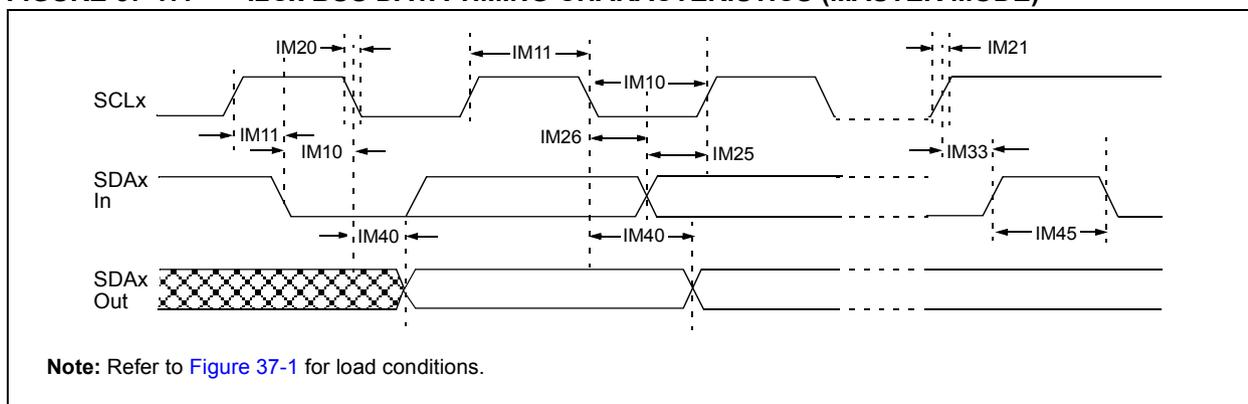 IM20
IM11
IM10
IM21
SCLx
IM11
IM10
IM26
IM25
IM33
SDAx
In
IM40
IM40
IM45
SDAx
Out
Note: Refer to Figure 37-1 for load conditions.